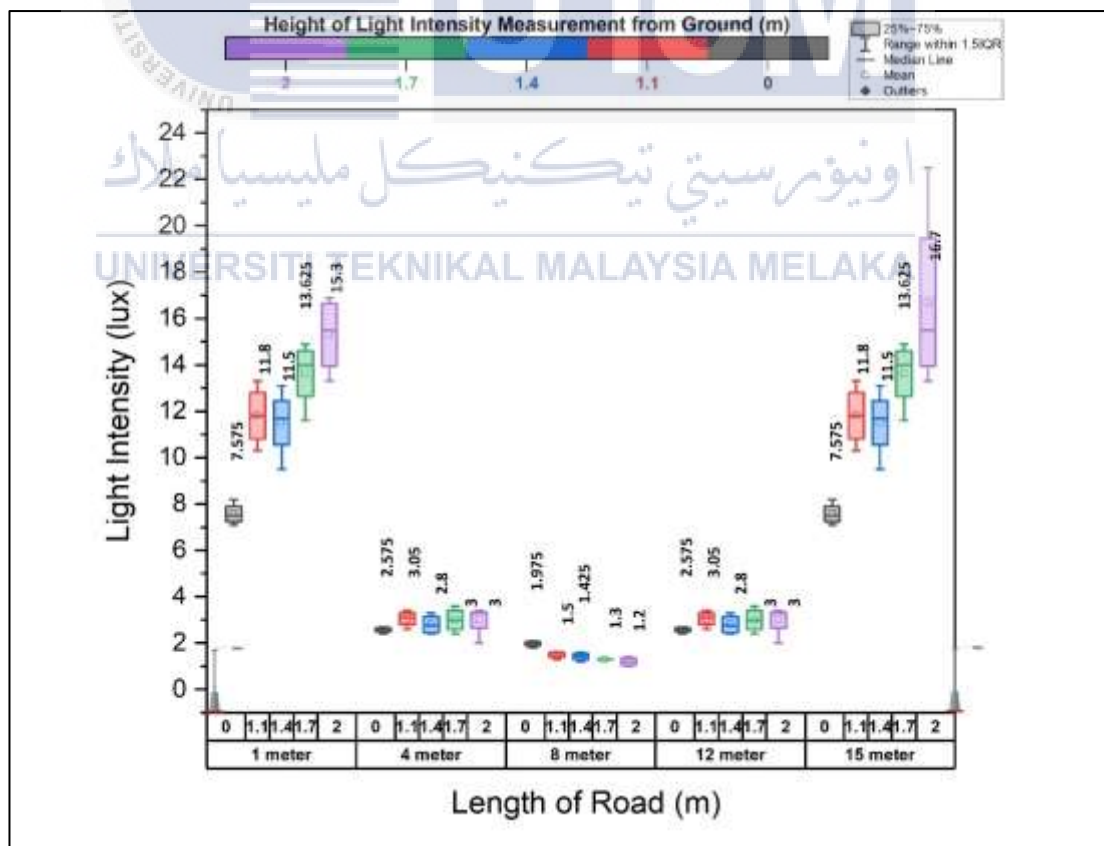 Height of Light Intensity Measurement from Ground (m)
2 1.7 1.4 1.1 0
25%~75%
Range within 1.5IQR
Median Line
Mean
Outliers
اونيۏرسيتي تيكنيكل مليسيا ملاك
UNIVERSITI TEKNIKAL MALAYSIA MELAKA
Light Intensity (lux)
24
22
20
18
16
14
12
10
8
6
4
2
0
7.575 11.8 11.5 13.625 15.3
2.575 3.05 2.8 3 3
1.975 1.5 1.425 1.3 1.2
2.575 3.05 2.8 3 3
7.575 11.8 11.5 13.625 16.7
0 1.1 1.4 1.7 2 0 1.1 1.4 1.7 2 0 1.1 1.4 1.7 2 0 1.1 1.4 1.7 2 0 1.1 1.4 1.7 2
1 meter 4 meter 8 meter 12 meter 15 meter
Length of Road (m)